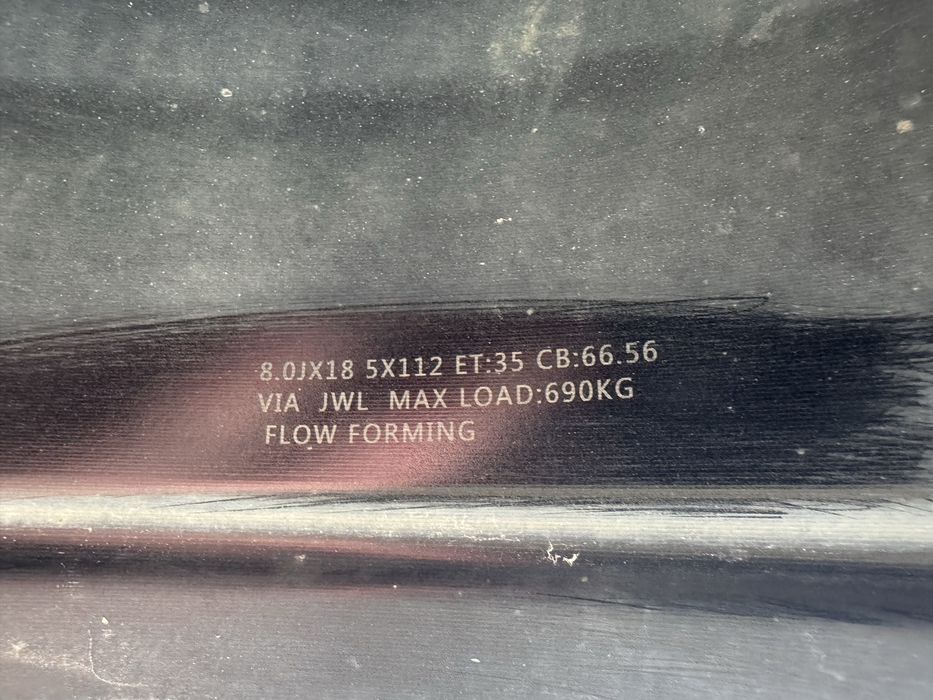 8.0JX18 5X112 ET:35 CB:66.56
VIA JWL MAX LOAD:690KG
FLOW FORMING